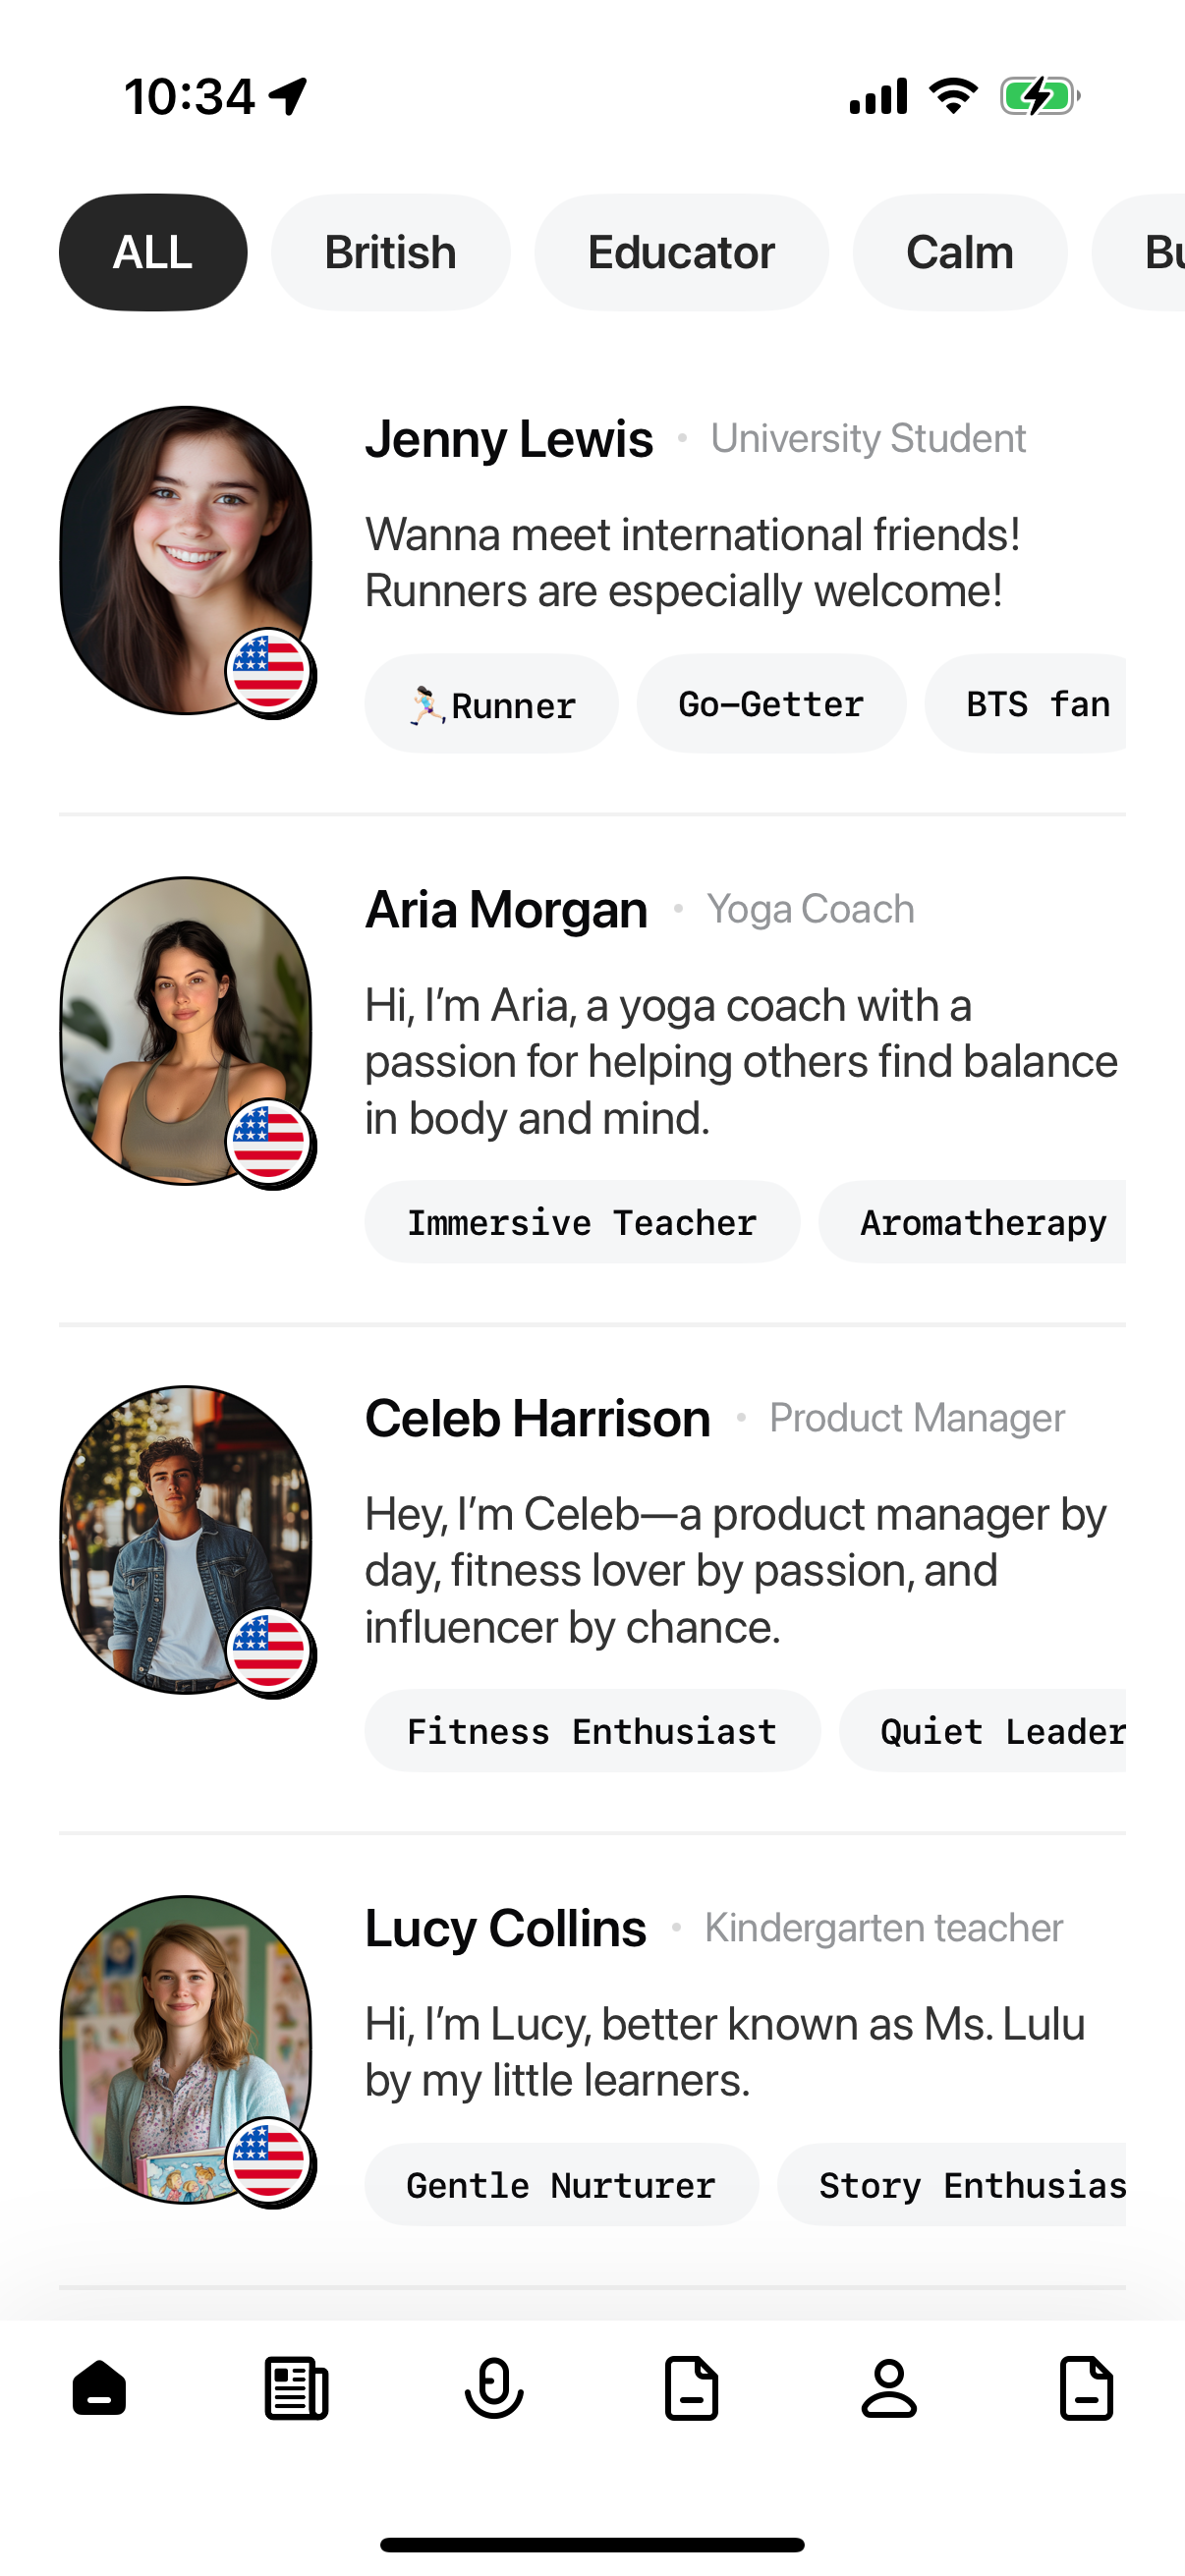 10:34
ALL British Educator Calm Bu
Jenny Lewis • University Student
Wanna meet international friends!
Runners are especially welcome!
🏃🏻‍♀️Runner Go-Getter BTS fan
Aria Morgan • Yoga Coach
Hi, I'm Aria, a yoga coach with a
passion for helping others find balance
in body and mind.
Immersive Teacher Aromatherapy
Celeb Harrison • Product Manager
Hey, I'm Celeb—a product manager by
day, fitness lover by passion, and
influencer by chance.
Fitness Enthusiast Quiet Leader
Lucy Collins • Kindergarten teacher
Hi, I'm Lucy, better known as Ms. Lulu
by my little learners.
Gentle Nurturer Story Enthusias